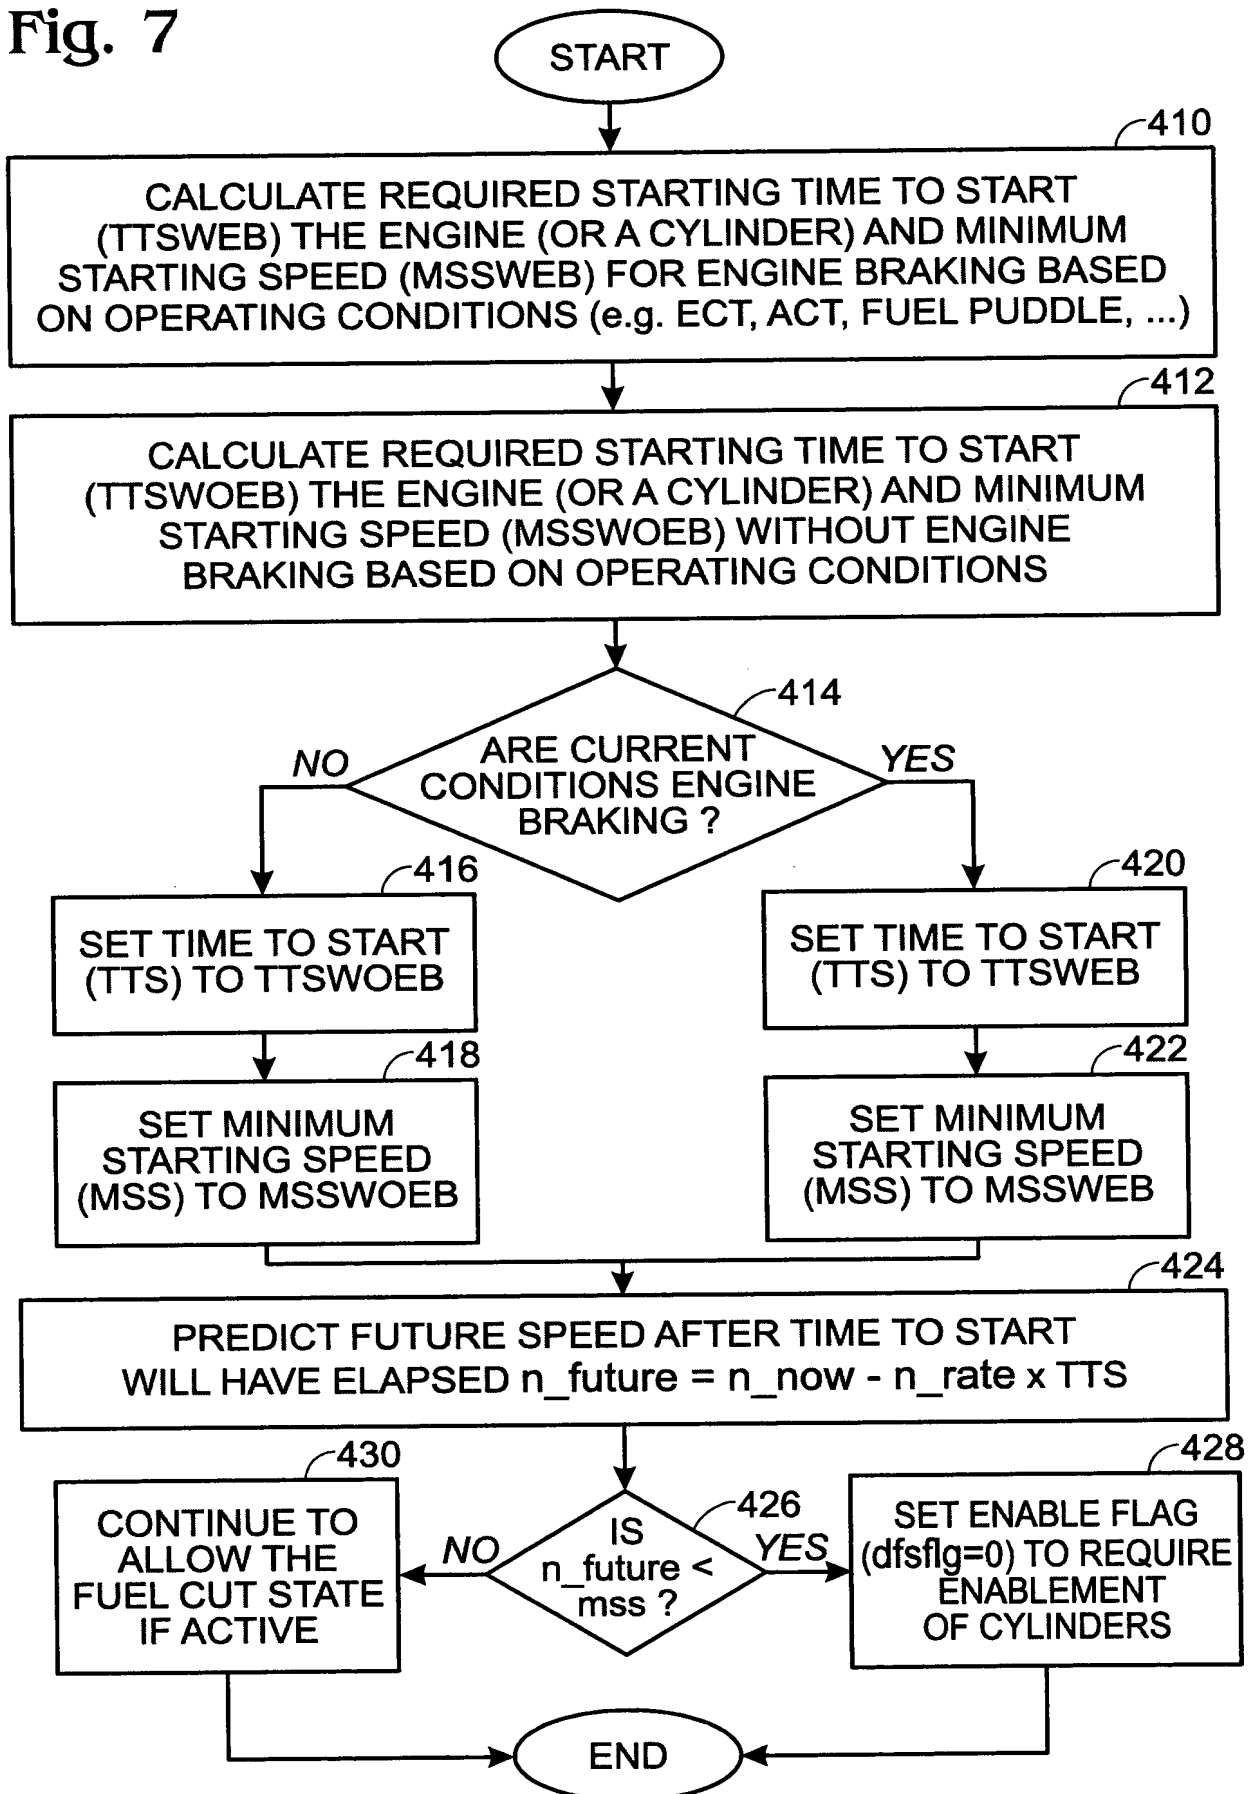 Fig. 7
START
410
CALCULATE REQUIRED STARTING TIME TO START
(TTSWEB) THE ENGINE (OR A CYLINDER) AND MINIMUM
STARTING SPEED (MSSWEB) FOR ENGINE BRAKING BASED
ON OPERATING CONDITIONS (e.g. ECT, ACT, FUEL PUDDLE, ...)
412
CALCULATE REQUIRED STARTING TIME TO START
(TTSWOEB) THE ENGINE (OR A CYLINDER) AND MINIMUM
STARTING SPEED (MSSWOEB) WITHOUT ENGINE
BRAKING BASED ON OPERATING CONDITIONS
414
ARE CURRENT
CONDITIONS ENGINE
BRAKING ?
NO
YES
416
SET TIME TO START
(TTS) TO TTSWOEB
420
SET TIME TO START
(TTS) TO TTSWEB
418
SET MINIMUM
STARTING SPEED
(MSS) TO MSSWOEB
422
SET MINIMUM
STARTING SPEED
(MSS) TO MSSWEB
424
PREDICT FUTURE SPEED AFTER TIME TO START
WILL HAVE ELAPSED n_future = n_now - n_rate x TTS
430
CONTINUE TO
ALLOW THE
FUEL CUT STATE
IF ACTIVE
NO
426
IS
n_future <
mss ?
YES
428
SET ENABLE FLAG
(dfsflg=0) TO REQUIRE
ENABLEMENT
OF CYLINDERS
END